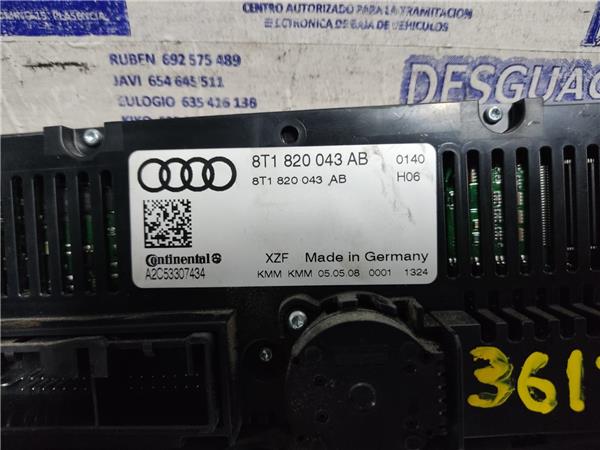 PLASENCIA
CENTRO AUTORIZADO PARA LA TRAMITACION
ELECTRONICA DE BAJA DE VEHICULOS
RUBEN 692 575 489
JAVI 654 645 511
EULOGIO 635 416 136
DESGUAC
8T1 820 043 AB 0140
8T1 820 043 AB H06
Continental
A2C53307434
XZF Made in Germany
KMM KMM 05.05.08 0001 1324
361